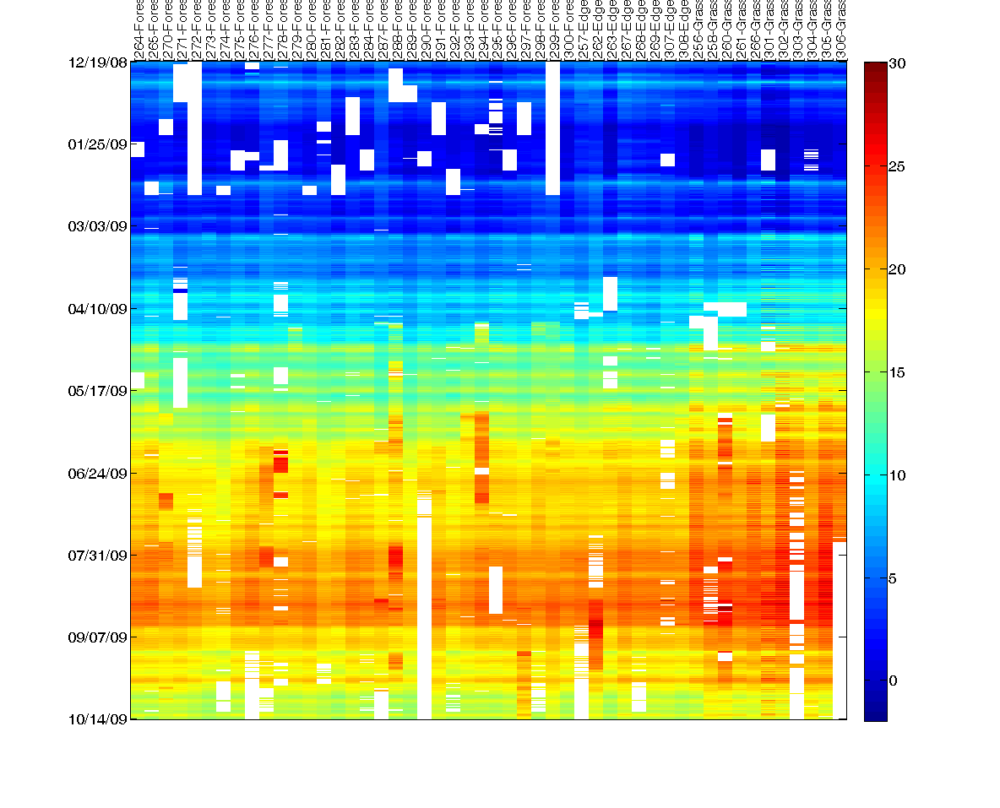 [264-Fores
[265-Fores
[270-Fores
[271-Fores
[272-Fores
[273-Fores
[274-Fores
[275-Fores
[276-Fores
[277-Fores
[278-Fores
[279-Fores
[280-Fores
[281-Fores
[282-Fores
[283-Fores
[284-Fores
[287-Fores
[288-Fores
[289-Fores
[290-Fores
[291-Fores
[292-Fores
[293-Fores
[294-Fores
[295-Fores
[296-Fores
[297-Fores
[298-Fores
[299-Fores
[300-Fores
[257-Edge
[262-Edge
[263-Edge
[267-Edge
[268-Edge
[269-Edge
[307-Edge
[308-Edge
[256-Grass
[258-Grass
[260-Grass
[261-Grass
[266-Grass
[301-Grass
[302-Grass
[303-Grass
[304-Grass
[305-Grass
[306-Grass
12/19/08
01/25/09
03/03/09
04/10/09
05/17/09
06/24/09
07/31/09
09/07/09
10/14/09
30
25
20
15
10
5
0